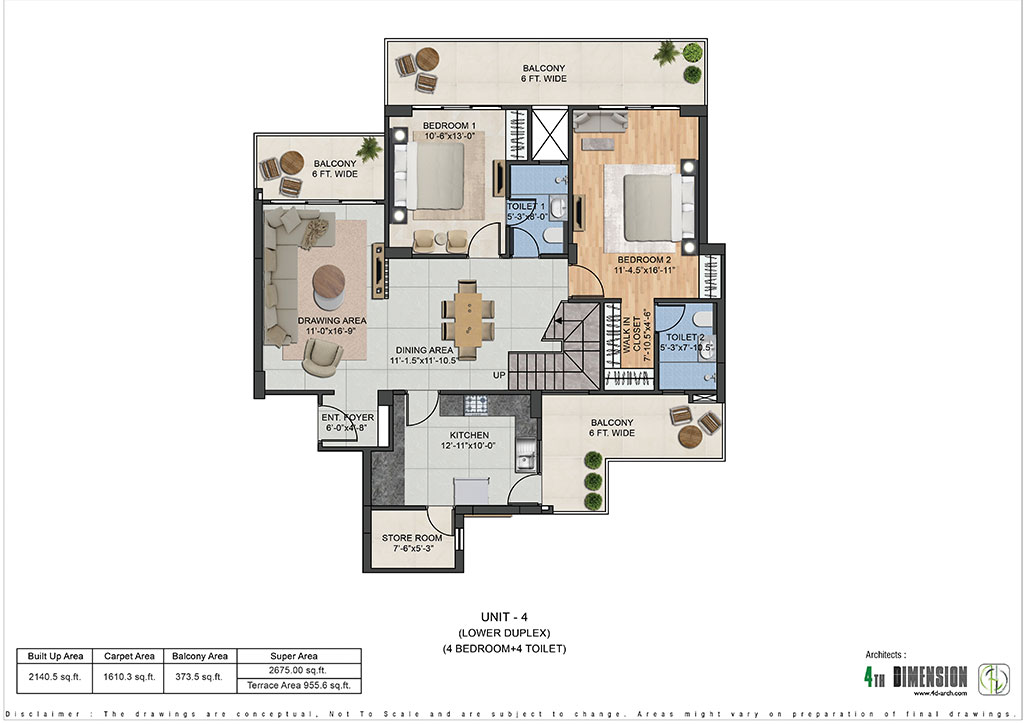 BALCONY
6 FT. WIDE
BEDROOM 1
10'-6"x13'-0"
BALCONY
6 FT. WIDE
TOILET 1
5'-3"x8'-0"
BEDROOM 2
11'-4.5"x16'-11"
DRAWING AREA
11'-0"x16'-9"
WALK IN
CLOSET
7'-10.5"x4'-6"
TOILET 2
5'-3"x7'-10.5"
DINING AREA
11'-1.5"x11'-10.5"
UP
ENT. FOYER
6'-0"x4'-8"
KITCHEN
12'-11"x10'-0"
BALCONY
6 FT. WIDE
STORE ROOM
7'-6"x5'-3"
UNIT - 4
(LOWER DUPLEX)
(4 BEDROOM+4 TOILET)
Built Up Area Carpet Area Balcony Area Super Area
2140.5 sq.ft. 1610.3 sq.ft. 373.5 sq.ft. 2675.00 sq.ft.
Terrace Area 955.6 sq.ft.
Architects :
4TH DIMENSION
www.4d-arch.com
Disclaimer : The drawings are conceptual, Not To Scale and are subject to change. Areas might vary on preparation of final drawings.